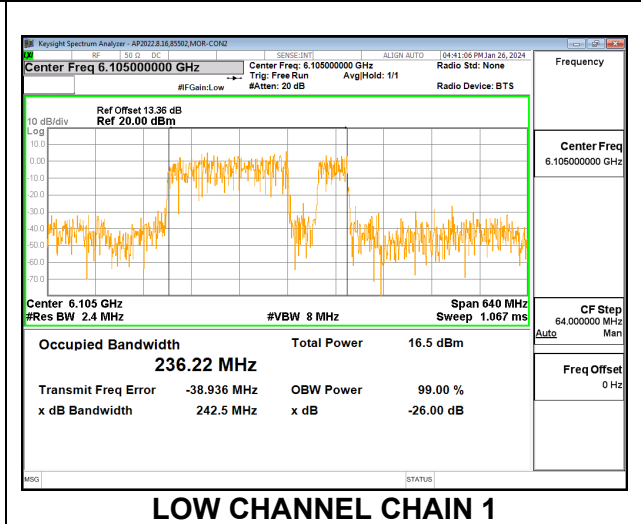 Keysight Spectrum Analyzer - AP2022.8.16,85502,MOR-CON2
RF 50 Ω DC SENSE:INT ALIGN AUTO 04:41:06 PM Jan 26, 2024
Center Freq 6.105000000 GHz Center Freq: 6.105000000 GHz Radio Std: None Frequency
Trig: Free Run Avg|Hold: 1/1
#IFGain:Low #Atten: 20 dB Radio Device: BTS
Ref Offset 13.36 dB
10 dB/div Ref 20.00 dBm
Log
10.0
0.00
-10.0
-20.0
-30.0
-40.0
-50.0
-60.0
-70.0
Center Freq
6.105000000 GHz
Center 6.105 GHz Span 640 MHz
#Res BW 2.4 MHz #VBW 8 MHz Sweep 1.067 ms
CF Step
64.000000 MHz
Auto Man
Freq Offset
0 Hz
Occupied Bandwidth Total Power 16.5 dBm
236.22 MHz
Transmit Freq Error -38.936 MHz OBW Power 99.00 %
x dB Bandwidth 242.5 MHz x dB -26.00 dB
MSG STATUS
LOW CHANNEL CHAIN 1